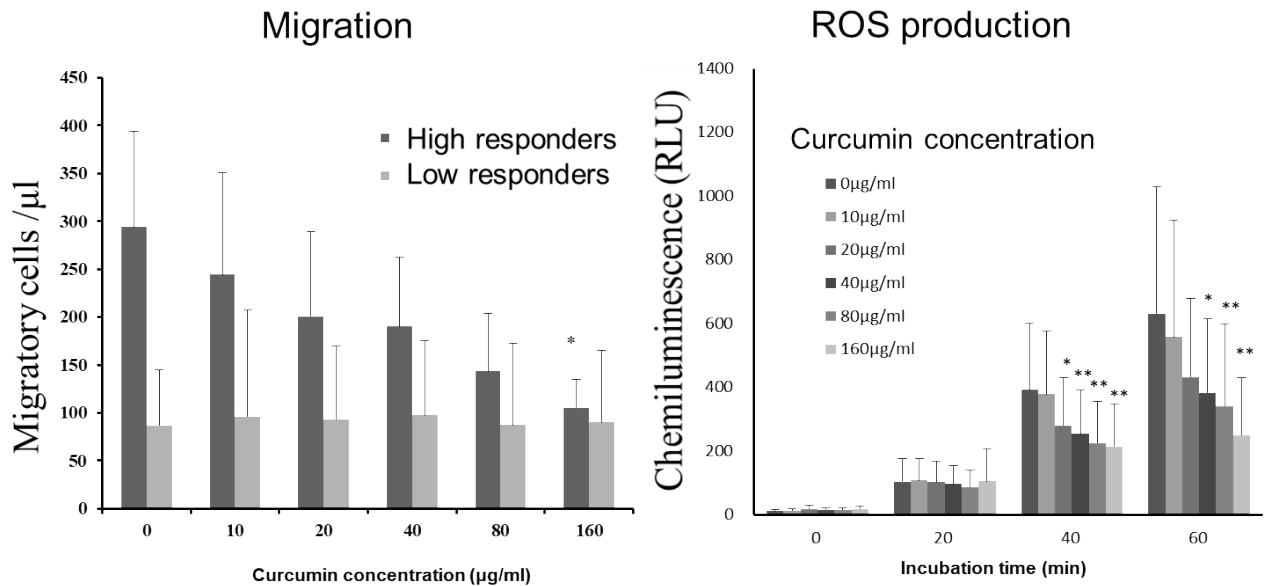 Migration
450
400
350
300
250
200
150
100
50
0
Migratory cells /µl
High responders
Low responders
*
0 10 20 40 80 160
Curcumin concentration (µg/ml)
ROS production
1400
1200
1000
800
600
400
200
0
Chemiluminescence (RLU)
Curcumin concentration
0µg/ml
10µg/ml
20µg/ml
40µg/ml
80µg/ml
160µg/ml
* ** ** **
* ** **
0 20 40 60
Incubation time (min)